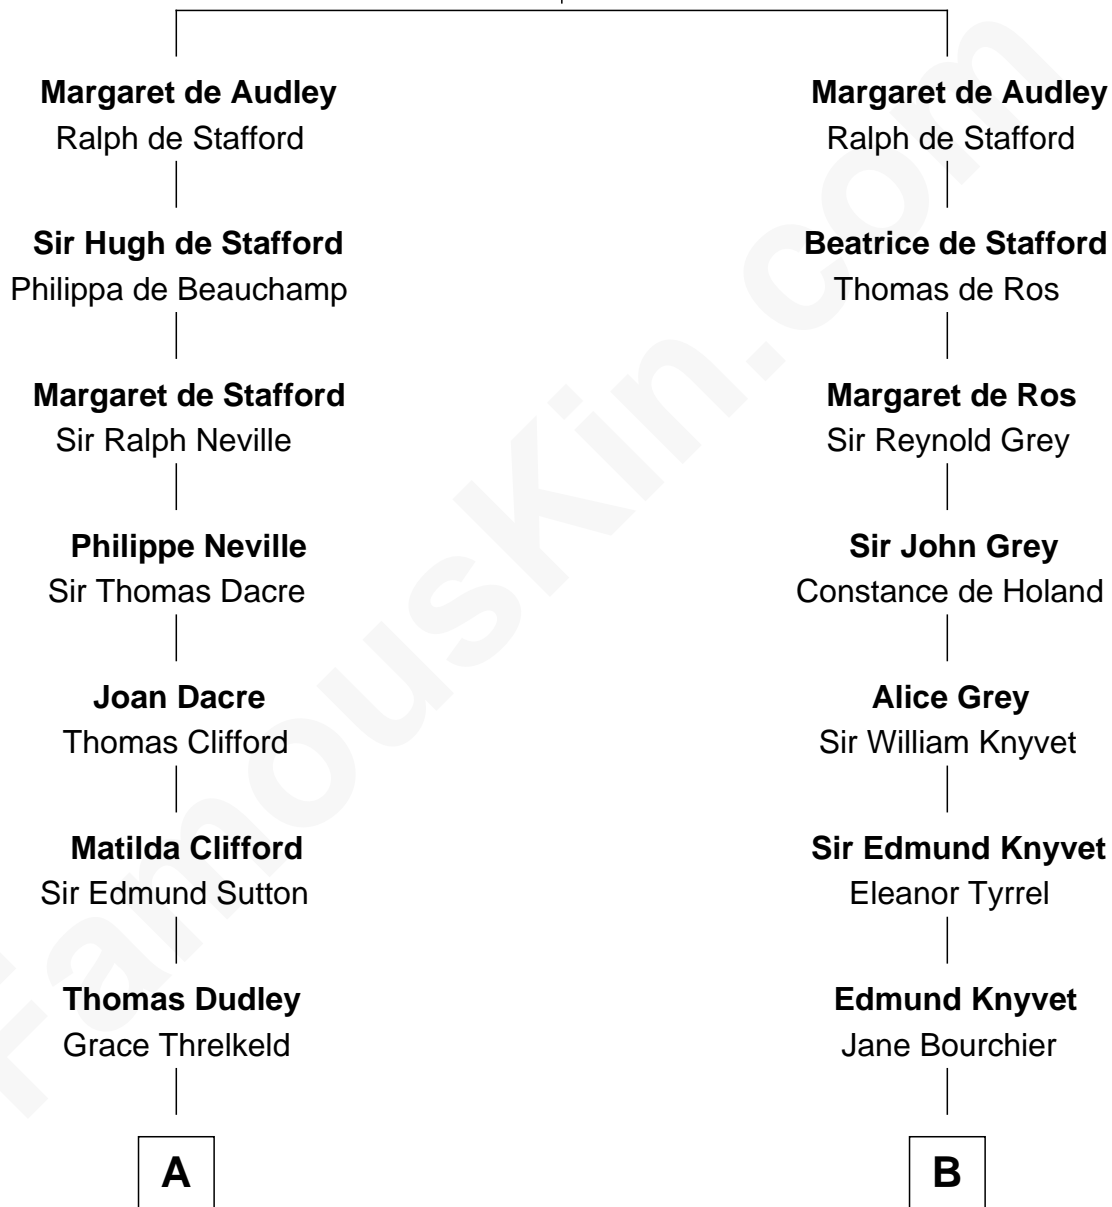 Margaret de Audley
Ralph de Stafford
Sir Hugh de Stafford
Philippa de Beauchamp
Margaret de Stafford
Sir Ralph Neville
Philippe Neville
Sir Thomas Dacre
Joan Dacre
Thomas Clifford
Matilda Clifford
Sir Edmund Sutton
Thomas Dudley
Grace Threlkeld
A
Margaret de Audley
Ralph de Stafford
Beatrice de Stafford
Thomas de Ros
Margaret de Ros
Sir Reynold Grey
Sir John Grey
Constance de Holand
Alice Grey
Sir William Knyvet
Sir Edmund Knyvet
Eleanor Tyrrel
Edmund Knyvet
Jane Bourchier
B
FamousKin.com